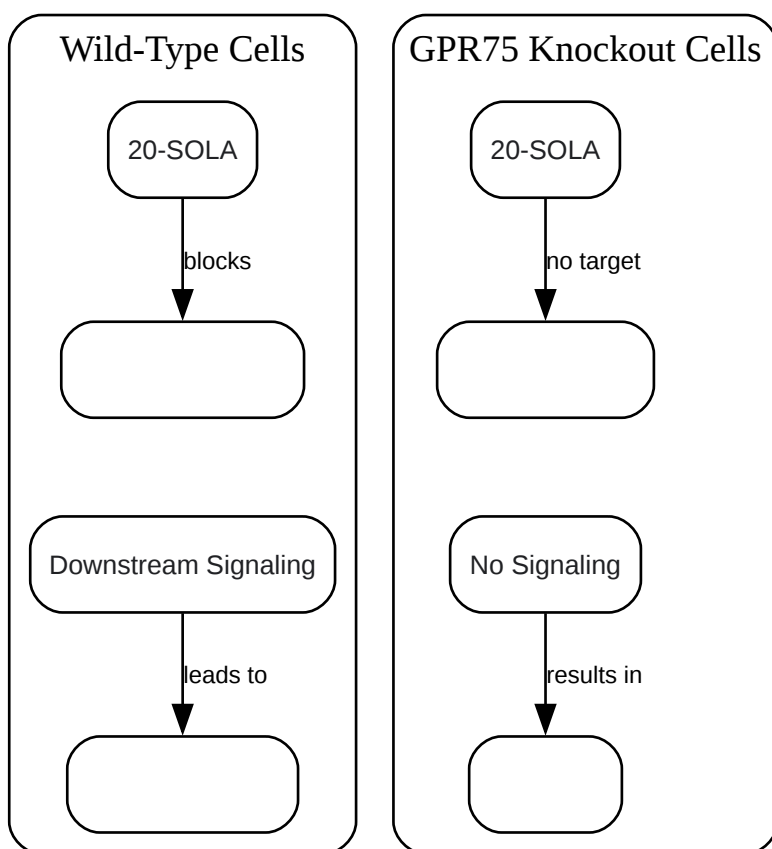 Wild-Type Cells
20-SOLA
blocks
Downstream Signaling
leads to
GPR75 Knockout Cells
20-SOLA
no target
No Signaling
results in